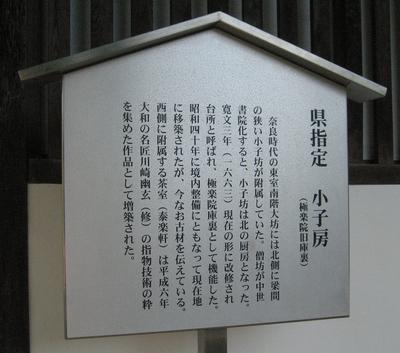 県指定　小子房
（極楽院旧庫裏）
奈良時代の東室南階大坊には北側に梁間
の狭い小子坊が附属していた。僧坊が中世
書院化すると、小子坊は北の厨房となった。
寛文三年（一六六三）現在の形に改修され
台所と呼ばれ、極楽院庫裏として機能した。
昭和四十年に境内整備にともなって現在地
に移築されたが、今なお古材を伝えている。
西側に附属する茶室（泰楽軒）は平成六年
大和の名匠川崎幽玄（修）の指物技術の粋
を集めた作品として増築された。